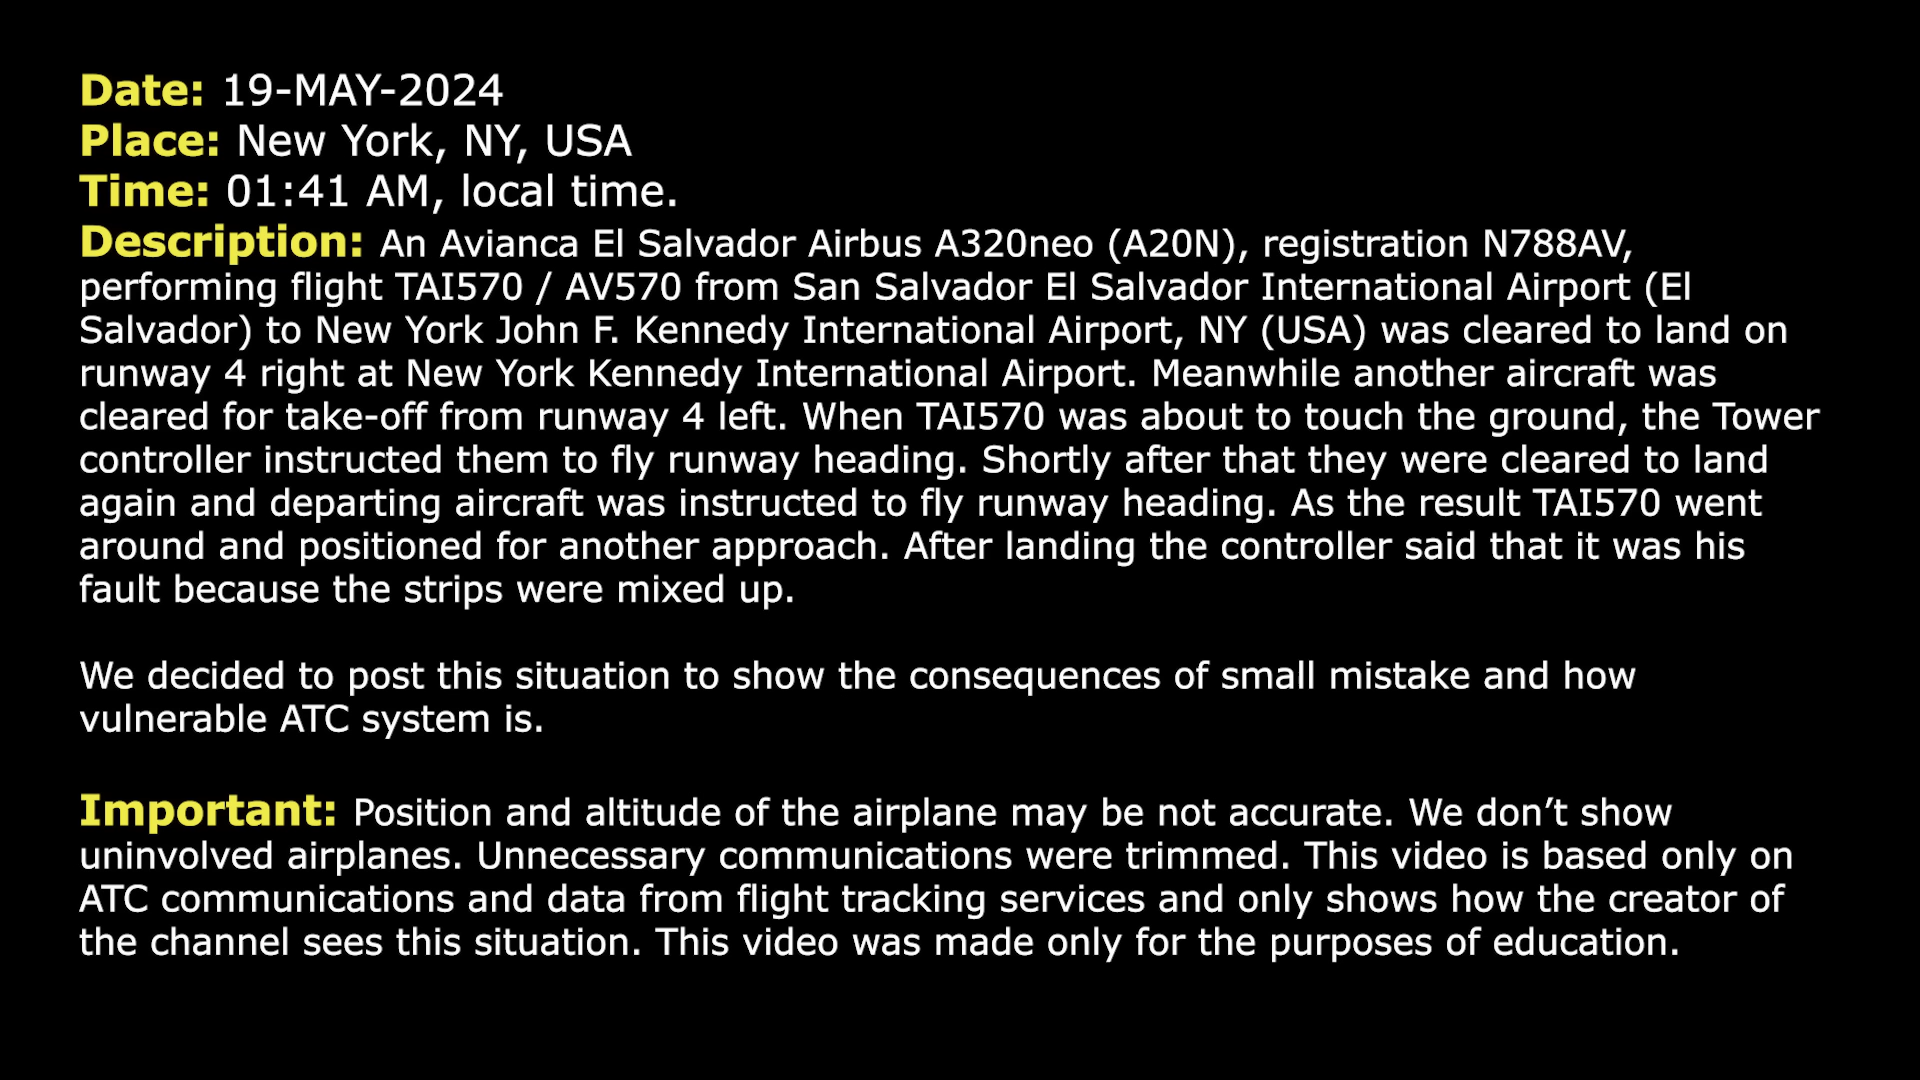 Date: 19-MAY-2024
Place: New York, NY, USA
Time: 01:41 AM, local time.
Description: An Avianca El Salvador Airbus A320neo (A20N), registration N788AV,
performing flight TAI570 / AV570 from San Salvador El Salvador International Airport (El
Salvador) to New York John F. Kennedy International Airport, NY (USA) was cleared to land on
runway 4 right at New York Kennedy International Airport. Meanwhile another aircraft was
cleared for take-off from runway 4 left. When TAI570 was about to touch the ground, the Tower
controller instructed them to fly runway heading. Shortly after that they were cleared to land
again and departing aircraft was instructed to fly runway heading. As the result TAI570 went
around and positioned for another approach. After landing the controller said that it was his
fault because the strips were mixed up.
We decided to post this situation to show the consequences of small mistake and how
vulnerable ATC system is.
Important: Position and altitude of the airplane may be not accurate. We don’t show
uninvolved airplanes. Unnecessary communications were trimmed. This video is based only on
ATC communications and data from flight tracking services and only shows how the creator of
the channel sees this situation. This video was made only for the purposes of education.